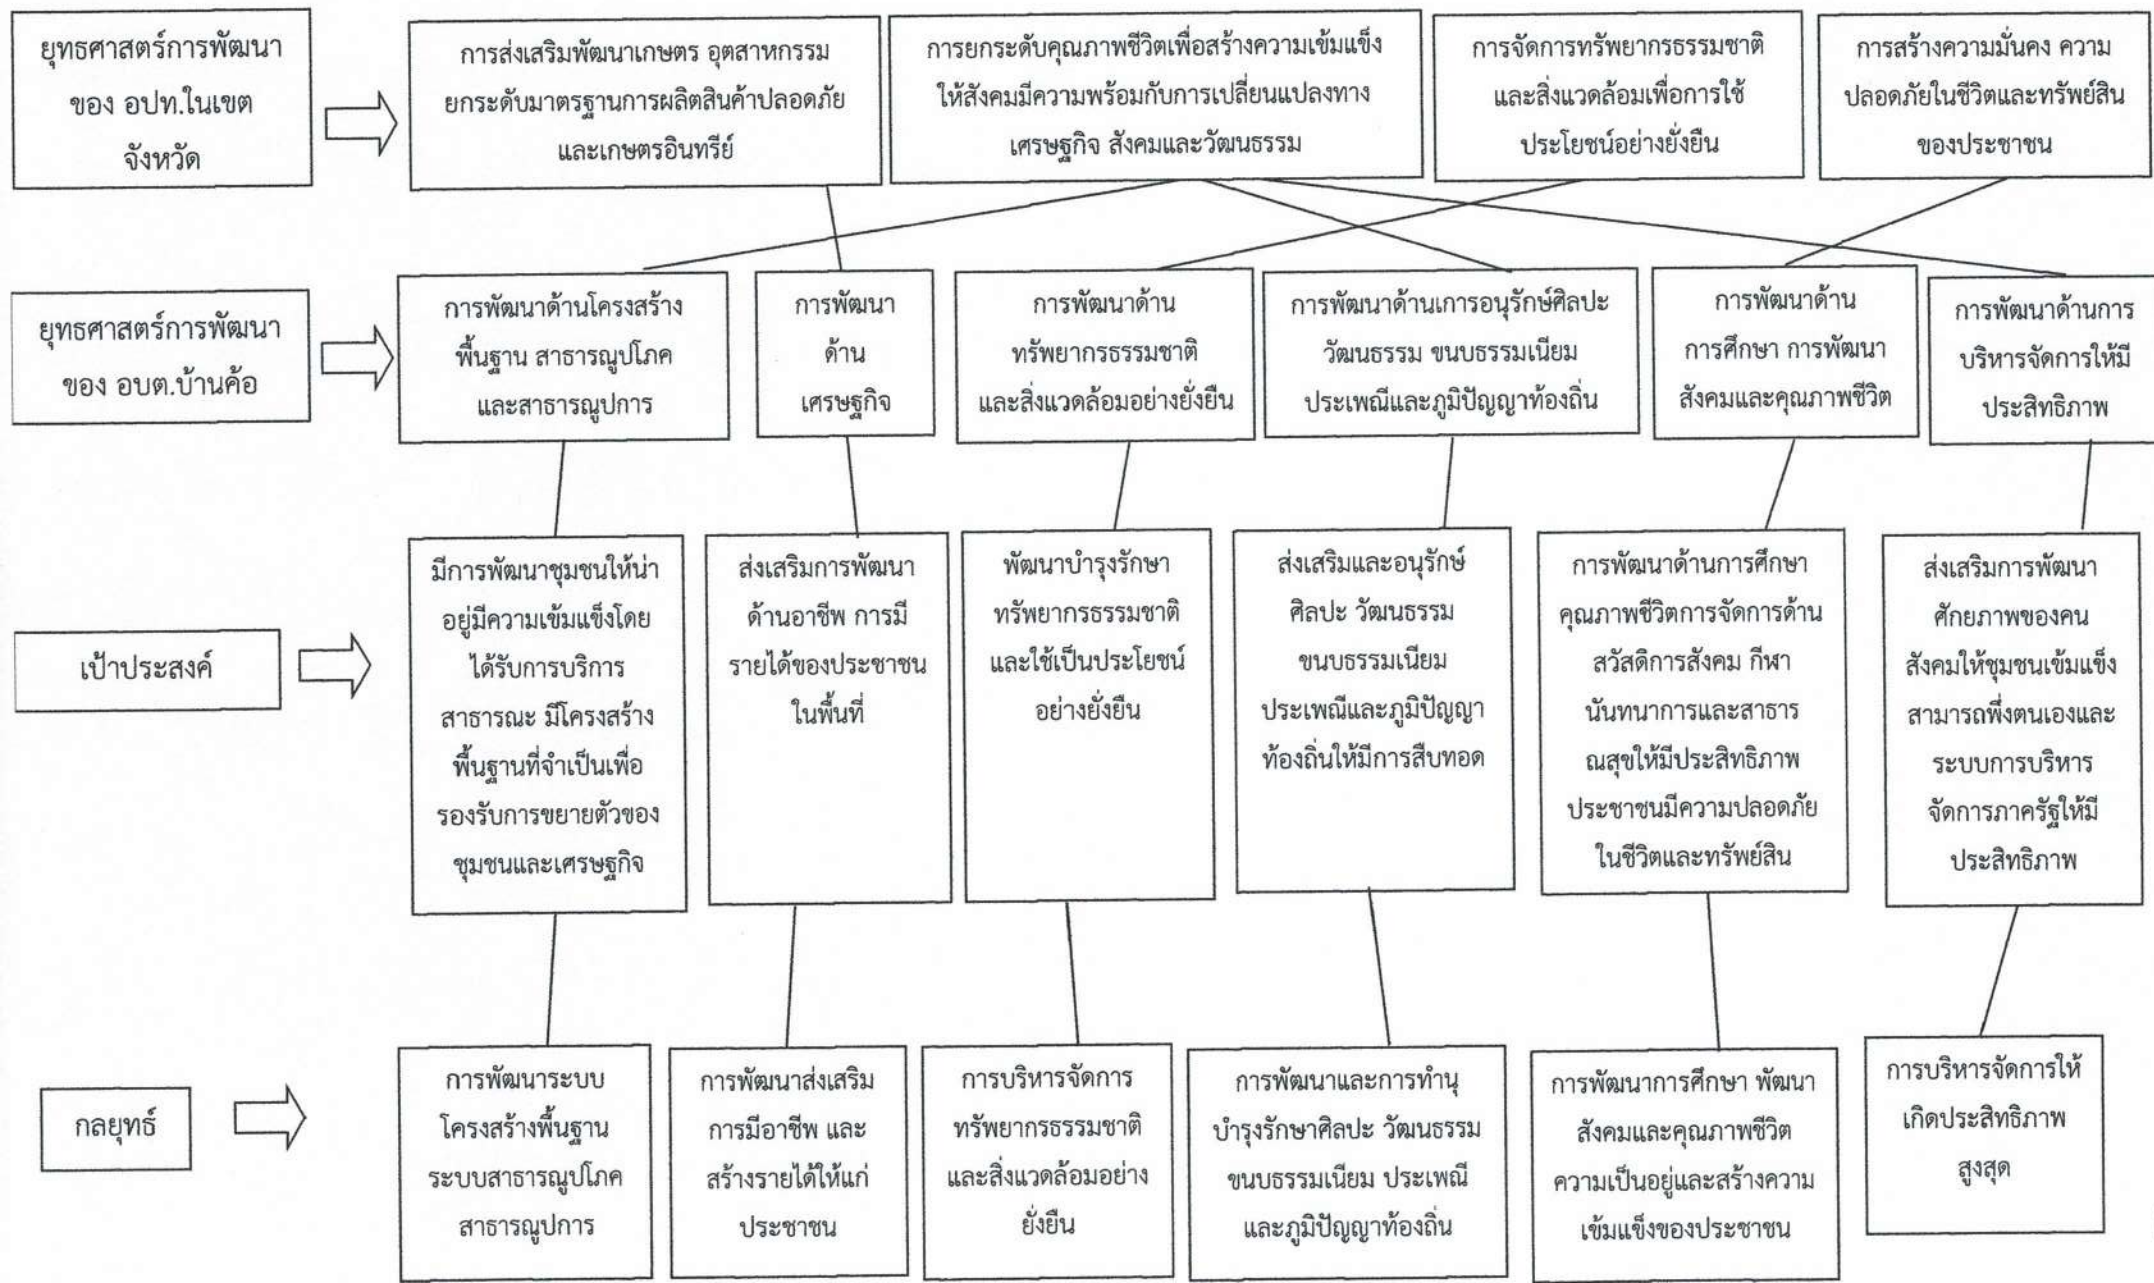 ยุทธศาสตร์การพัฒนา
ของ อปท.ในเขต
จังหวัด
การส่งเสริมพัฒนาเกษตร อุตสาหกรรม
ยกระดับมาตรฐานการผลิตสินค้าปลอดภัย
และเกษตรอินทรีย์
การยกระดับคุณภาพชีวิตเพื่อสร้างความเข้มแข็ง
ให้สังคมมีความพร้อมกับการเปลี่ยนแปลงทาง
เศรษฐกิจ สังคมและวัฒนธรรม
การจัดการทรัพยากรธรรมชาติ
และสิ่งแวดล้อมเพื่อการใช้
ประโยชน์อย่างยั่งยืน
การสร้างความมั่นคง ความ
ปลอดภัยในชีวิตและทรัพย์สิน
ของประชาชน
ยุทธศาสตร์การพัฒนา
ของ อบต.บ้านค้อ
การพัฒนาด้านโครงสร้าง
พื้นฐาน สาธารณูปโภค
และสาธารณูปการ
การพัฒนา
ด้าน
เศรษฐกิจ
การพัฒนาด้าน
ทรัพยากรธรรมชาติ
และสิ่งแวดล้อมอย่างยั่งยืน
การพัฒนาด้านเการอนุรักษ์ศิลปะ
วัฒนธรรม ขนบธรรมเนียม
ประเพณีและภูมิปัญญาท้องถิ่น
การพัฒนาด้าน
การศึกษา การพัฒนา
สังคมและคุณภาพชีวิต
การพัฒนาด้านการ
บริหารจัดการให้มี
ประสิทธิภาพ
เป้าประสงค์
มีการพัฒนาชุมชนให้น่า
อยู่มีความเข้มแข็งโดย
ได้รับการบริการ
สาธารณะ มีโครงสร้าง
พื้นฐานที่จำเป็นเพื่อ
รองรับการขยายตัวของ
ชุมชนและเศรษฐกิจ
ส่งเสริมการพัฒนา
ด้านอาชีพ การมี
รายได้ของประชาชน
ในพื้นที่
พัฒนาบำรุงรักษา
ทรัพยากรธรรมชาติ
และใช้เป็นประโยชน์
อย่างยั่งยืน
ส่งเสริมและอนุรักษ์
ศิลปะ วัฒนธรรม
ขนบธรรมเนียม
ประเพณีและภูมิปัญญา
ท้องถิ่นให้มีการสืบทอด
การพัฒนาด้านการศึกษา
คุณภาพชีวิตการจัดการด้าน
สวัสดิการสังคม กีฬา
นันทนาการและสาธาร
ณสุขให้มีประสิทธิภาพ
ประชาชนมีความปลอดภัย
ในชีวิตและทรัพย์สิน
ส่งเสริมการพัฒนา
ศักยภาพของคน
สังคมให้ชุมชนเข้มแข็ง
สามารถพึ่งตนเองและ
ระบบการบริหาร
จัดการภาครัฐให้มี
ประสิทธิภาพ
กลยุทธ์
การพัฒนาระบบ
โครงสร้างพื้นฐาน
ระบบสาธารณูปโภค
สาธารณูปการ
การพัฒนาส่งเสริม
การมีอาชีพ และ
สร้างรายได้ให้แก่
ประชาชน
การบริหารจัดการ
ทรัพยากรธรรมชาติ
และสิ่งแวดล้อมอย่าง
ยั่งยืน
การพัฒนาและการทำนุ
บำรุงรักษาศิลปะ วัฒนธรรม
ขนบธรรมเนียม ประเพณี
และภูมิปัญญาท้องถิ่น
การพัฒนาการศึกษา พัฒนา
สังคมและคุณภาพชีวิต
ความเป็นอยู่และสร้างความ
เข้มแข็งของประชาชน
การบริหารจัดการให้
เกิดประสิทธิภาพ
สูงสุด